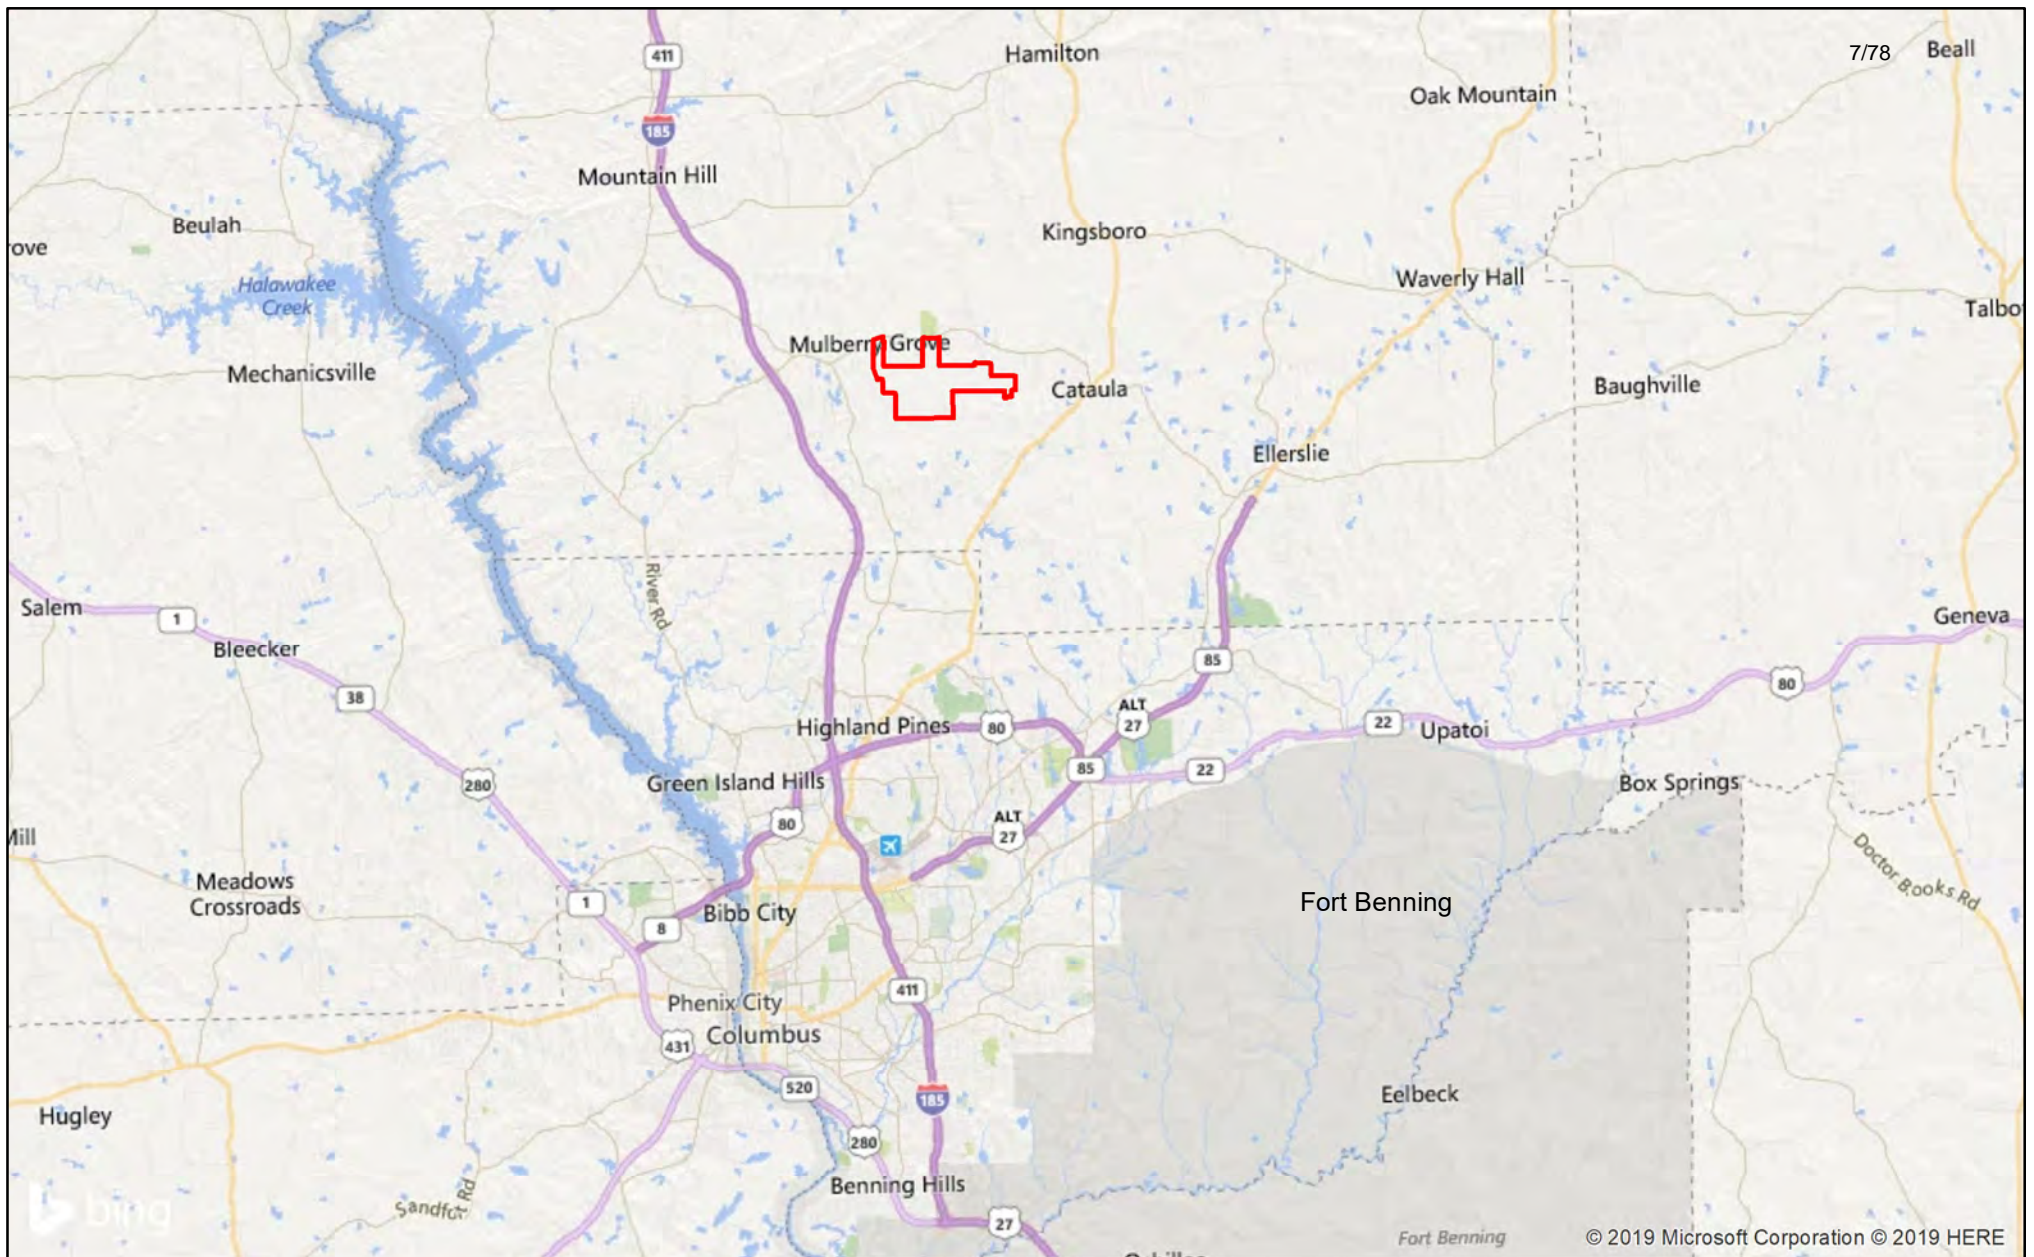 411
Hamilton
7/78
Beall
Oak Mountain
185
Mountain Hill
Beulah
Kingsboro
ove
Halawakee
Creek
Waverly Hall
Talbo
Mulberry Grove
Mechanicsville
Cataula
Baughville
Ellerslie
River Rd
Salem
1
Bleecker
Geneva
85
38
80
ALT
27
Highland Pines
80
22
Upatoi
85
22
280
Green Island Hills
Box Springs
80
ALT
27
Mill
Doctor Books Rd
Meadows
Crossroads
1
Bibb City
Fort Benning
8
411
Phenix City
Columbus
431
520
185
Eelbeck
Hugley
280
Benning Hills
Sandfort Rd
27
bing
Fort Benning
© 2019 Microsoft Corporation © 2019 HERE